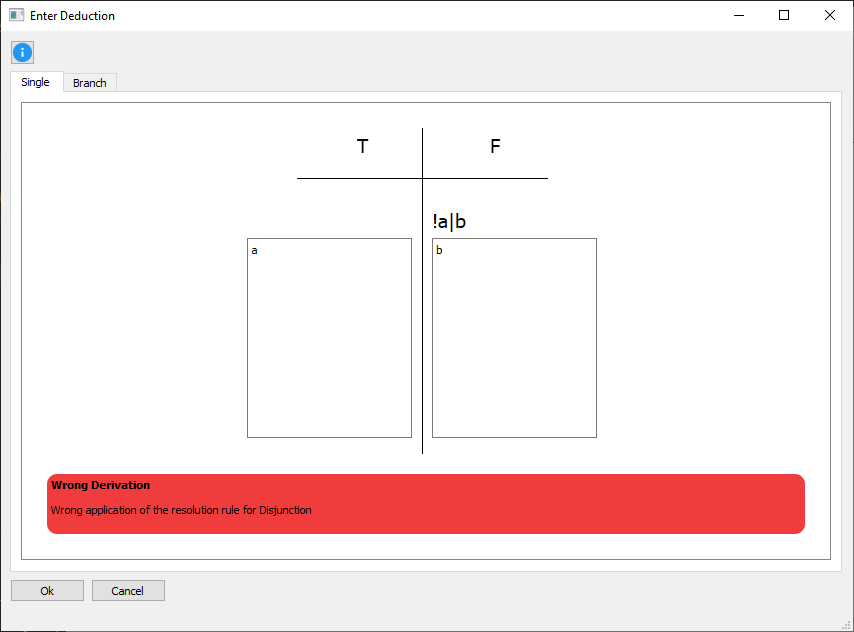 Enter Deduction
Single Branch
T F
!a|b
a b
Wrong Derivation
Wrong application of the resolution rule for Disjunction
Ok Cancel